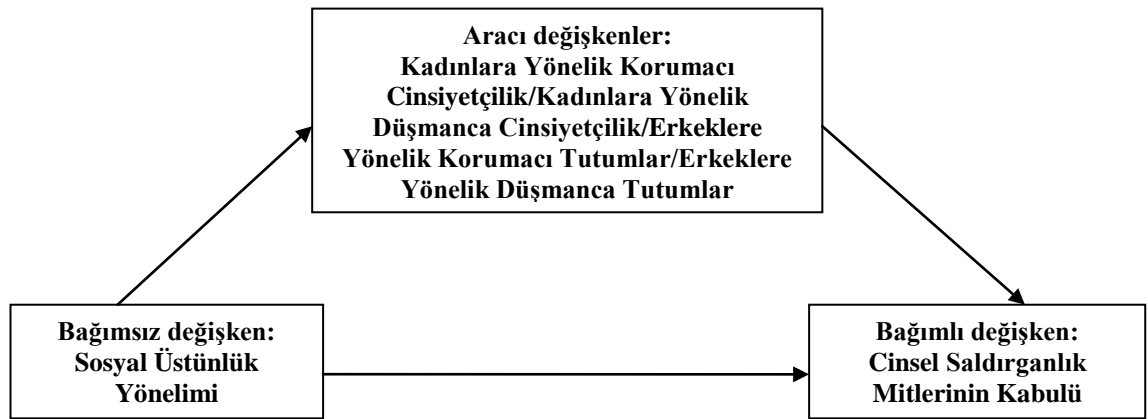 Aracı değişkenler:
Kadınlara Yönelik Korumacı
Cinsiyetçilik/Kadınlara Yönelik
Düşmanca Cinsiyetçilik/Erkeklere
Yönelik Korumacı Tutumlar/Erkeklere
Yönelik Düşmanca Tutumlar
Bağımsız değişken:
Sosyal Üstünlük
Yönelimi
Bağımlı değişken:
Cinsel Saldırganlık
Mitlerinin Kabulü